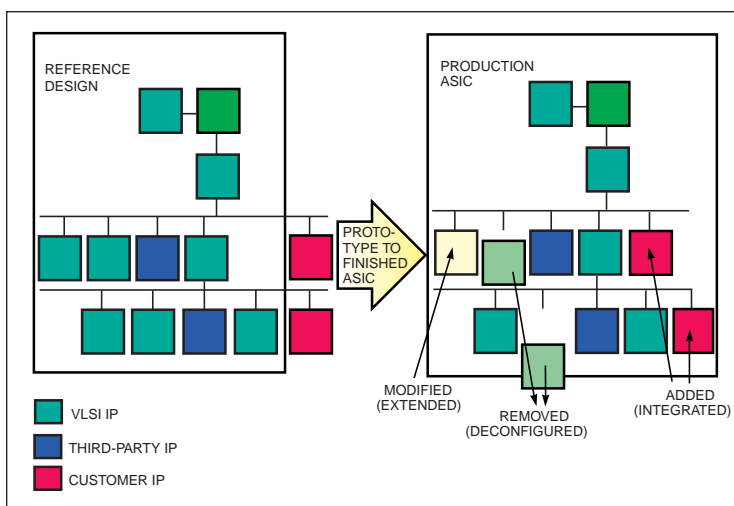 REFERENCE
DESIGN
PROTO-
TYPE TO
FINISHED
ASIC
PRODUCTION
ASIC
MODIFIED
(EXTENDED)
REMOVED
(DECONFIGURED)
ADDED
(INTEGRATED)
VLSI IP
THIRD-PARTY IP
CUSTOMER IP